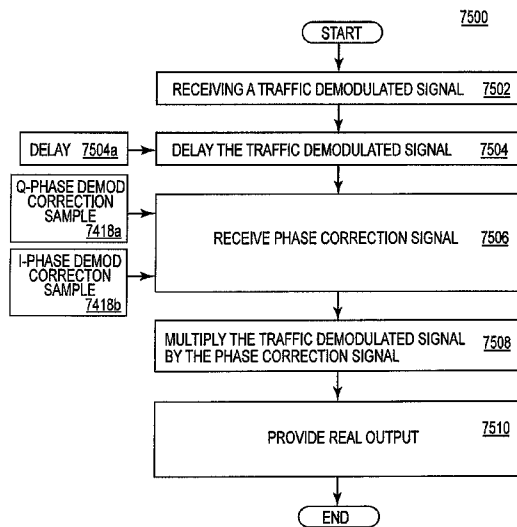 7500
START
RECEIVING A TRAFFIC DEMODULATED SIGNAL 7502
DELAY 7504a
DELAY THE TRAFFIC DEMODULATED SIGNAL 7504
Q-PHASE DEMOD
CORRECTION
SAMPLE
7418a
RECEIVE PHASE CORRECTION SIGNAL 7506
I-PHASE DEMOD
CORRECTON
SAMPLE
7418b
MULTIPLY THE TRAFFIC DEMODULATED SIGNAL
BY THE PHASE CORRECTION SIGNAL 7508
PROVIDE REAL OUTPUT 7510
END